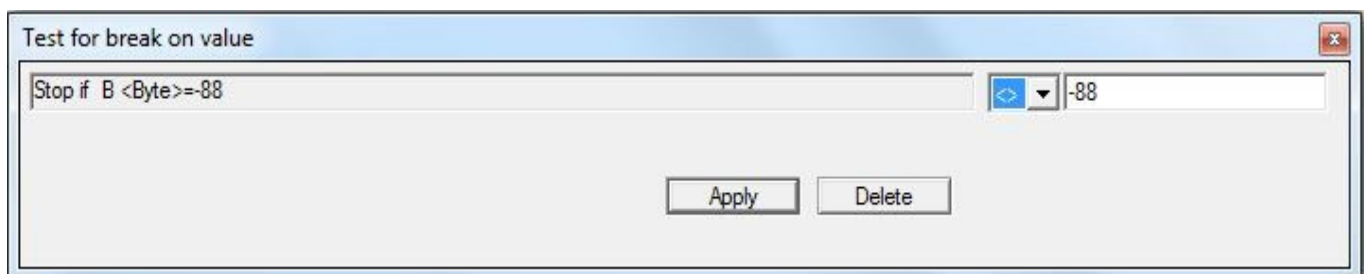 Test for break on value
Stop if B <Byte>=-88 <> -88
Apply Delete